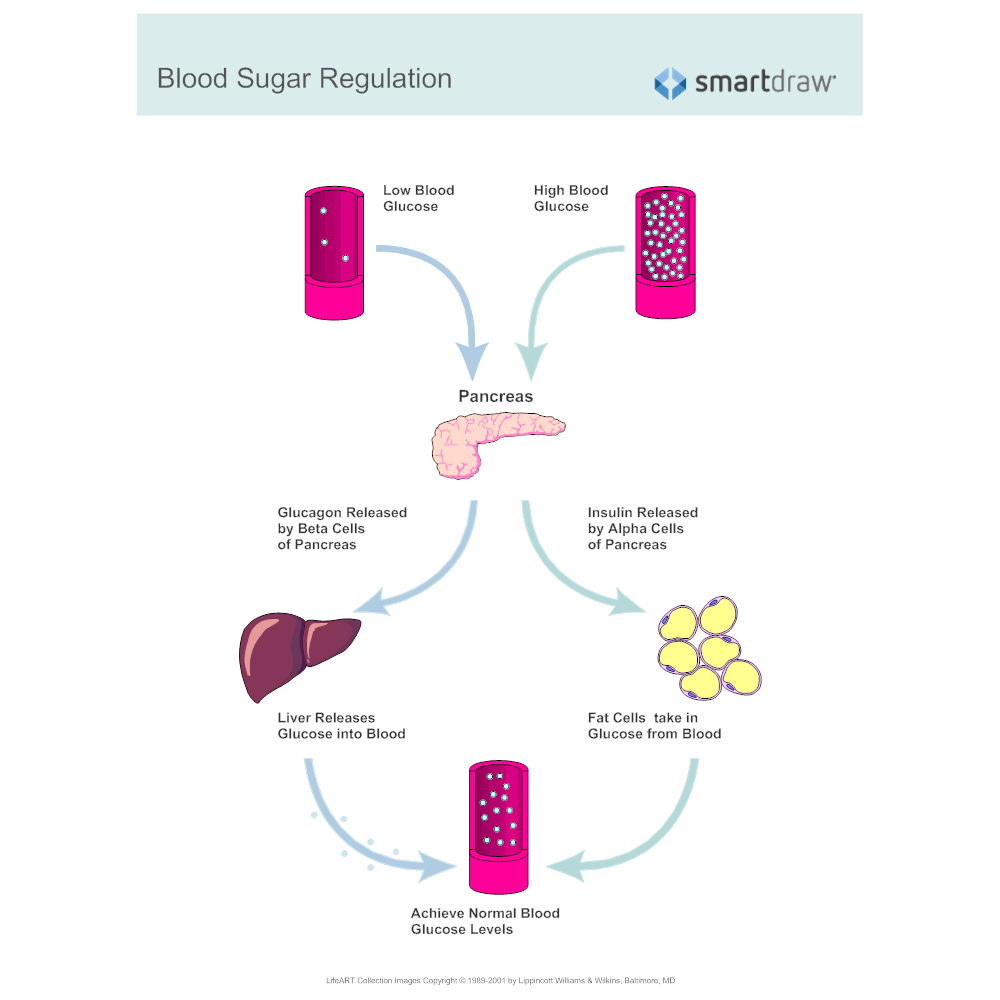 Blood Sugar Regulation
smartdraw
Low Blood
Glucose
High Blood
Glucose
Pancreas
Glucagon Released
by Beta Cells
of Pancreas
Insulin Released
by Alpha Cells
of Pancreas
Liver Releases
Glucose into Blood
Fat Cells take in
Glucose from Blood
Achieve Normal Blood
Glucose Levels
LifeART Collection Images Copyright © 1989-2001 by Lippincott Williams & Wilkins, Baltimore, MD